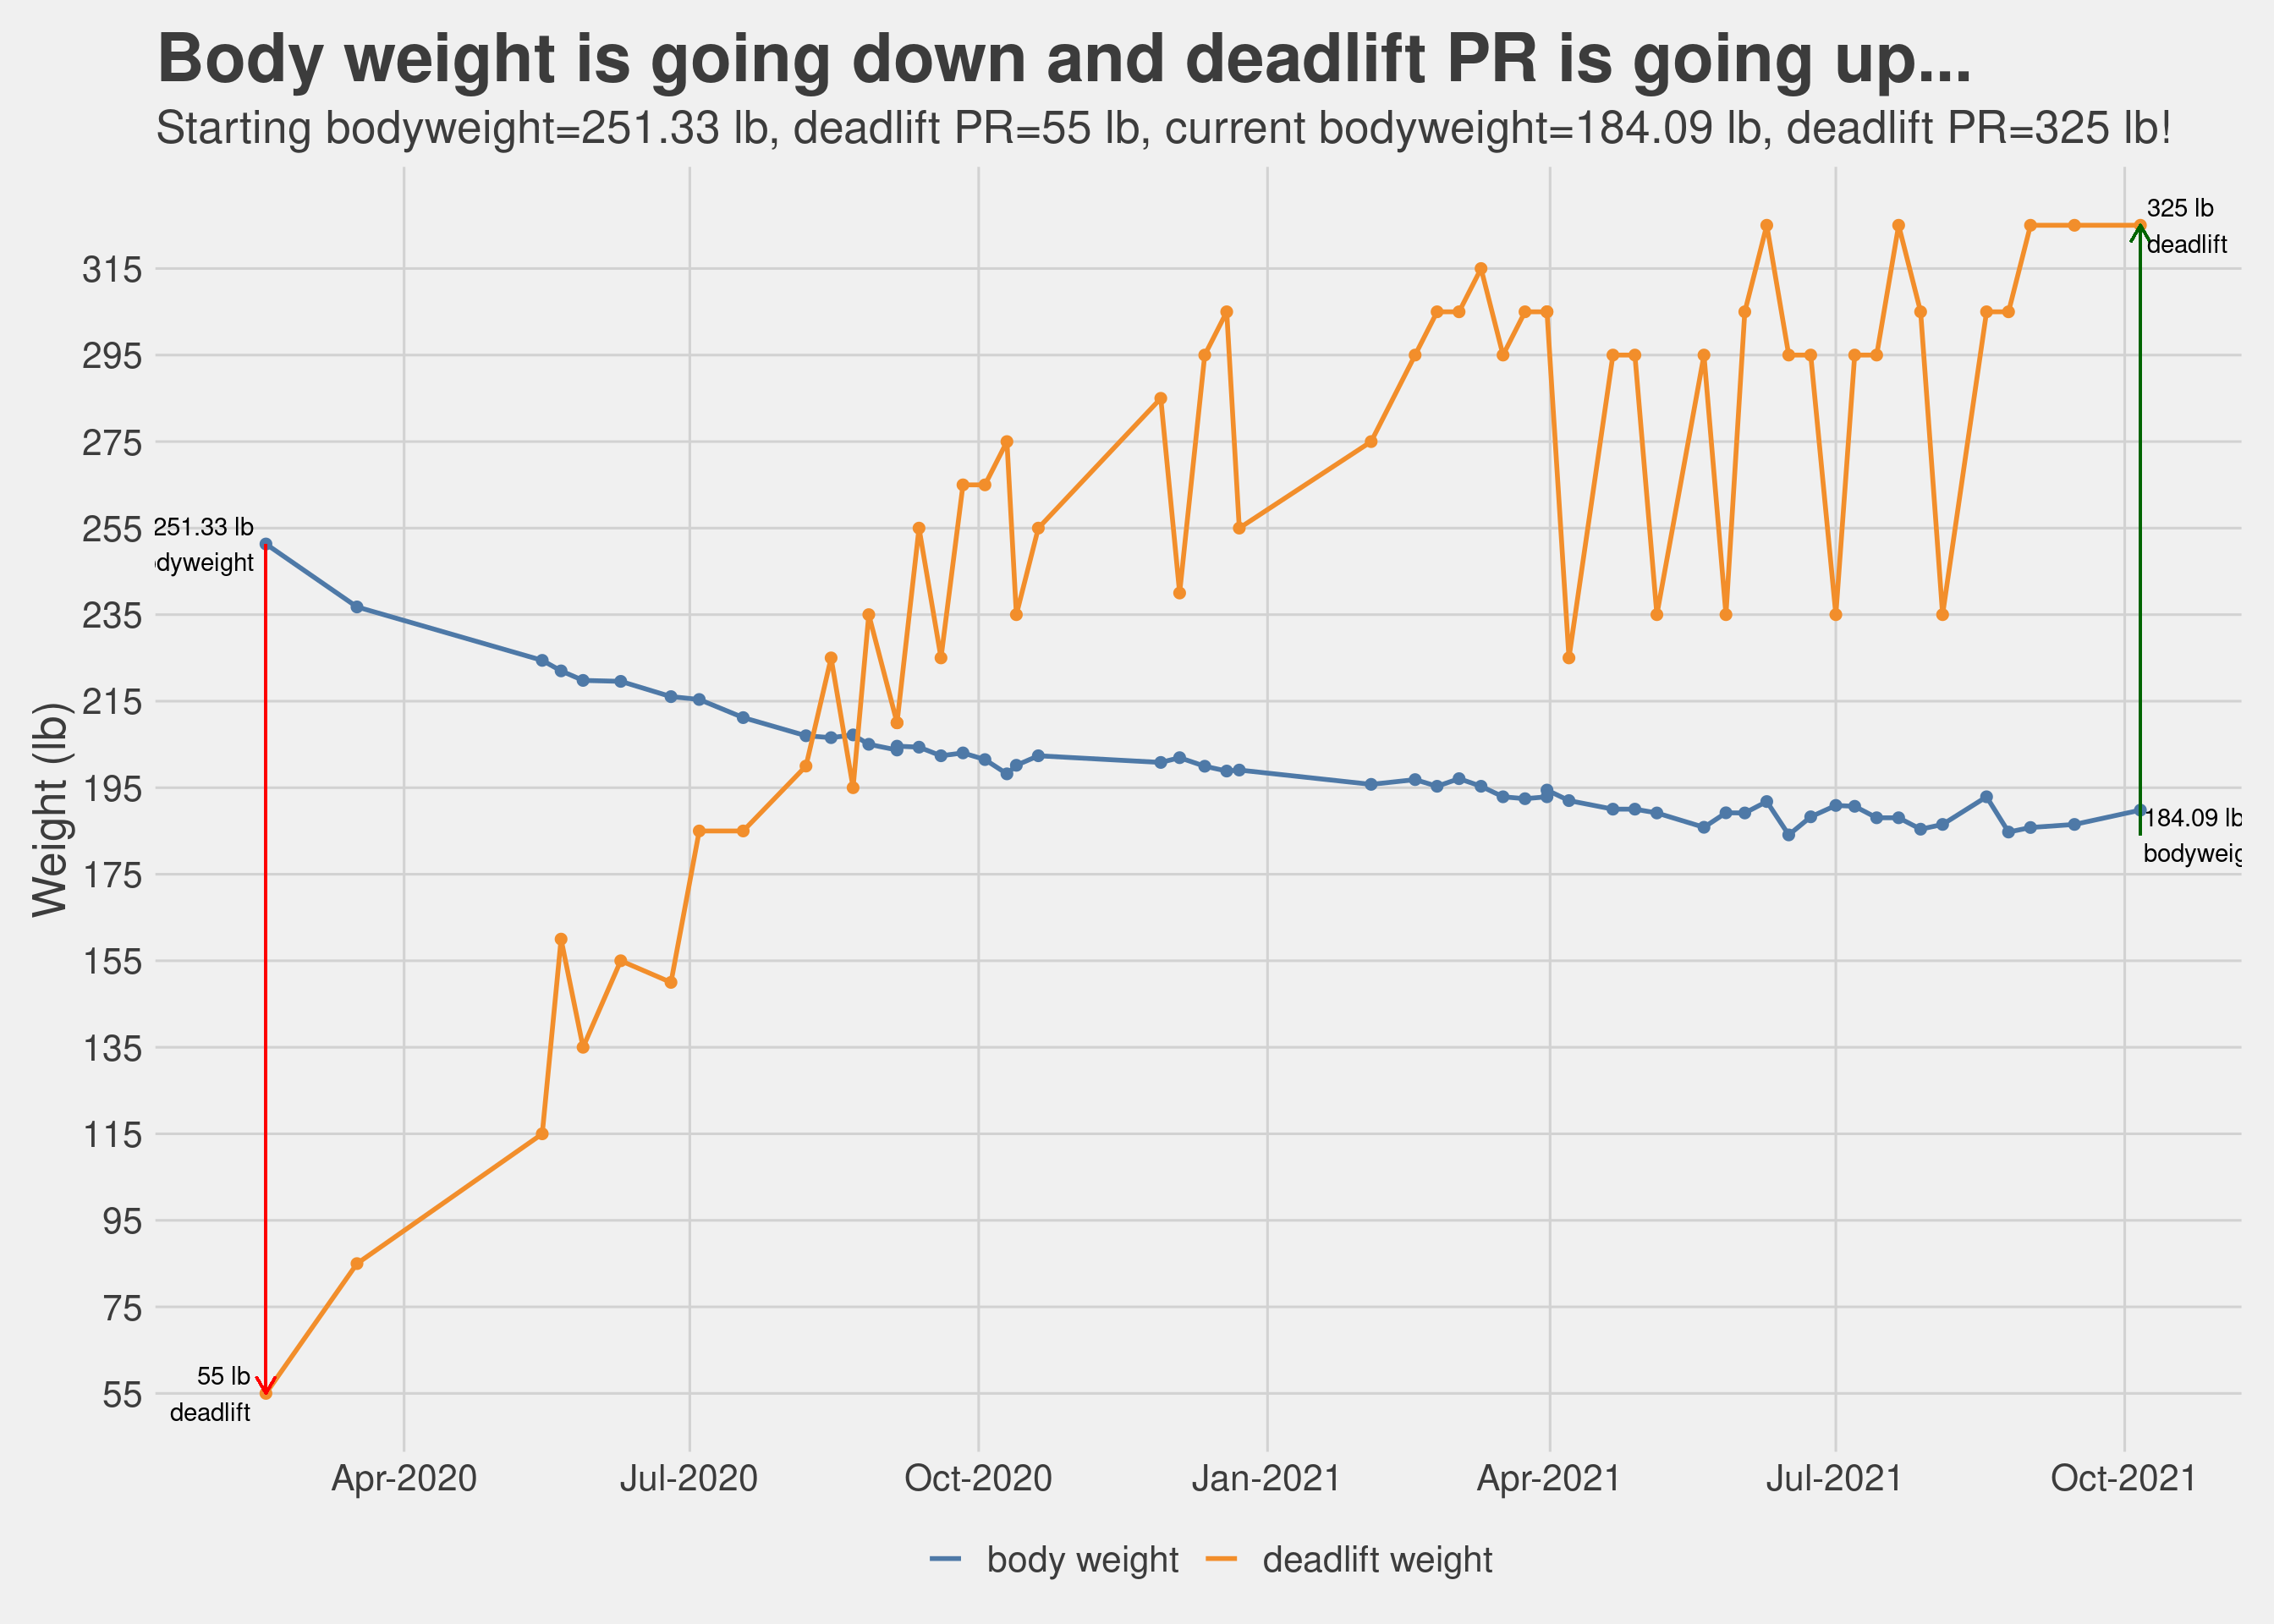 Body weight is going down and deadlift PR is going up...
Starting bodyweight=251.33 lb, deadlift PR=55 lb, current bodyweight=184.09 lb, deadlift PR=325 lb!
325 lb
deadlift
315
295
275
255
251.33 lb
dyweight
235
215
195
184.09 lb
bodyweig
175
155
135
115
95
75
55
55 lb
deadlift
Weight (lb)
Apr-2020 Jul-2020 Oct-2020 Jan-2021 Apr-2021 Jul-2021 Oct-2021
body weight deadlift weight